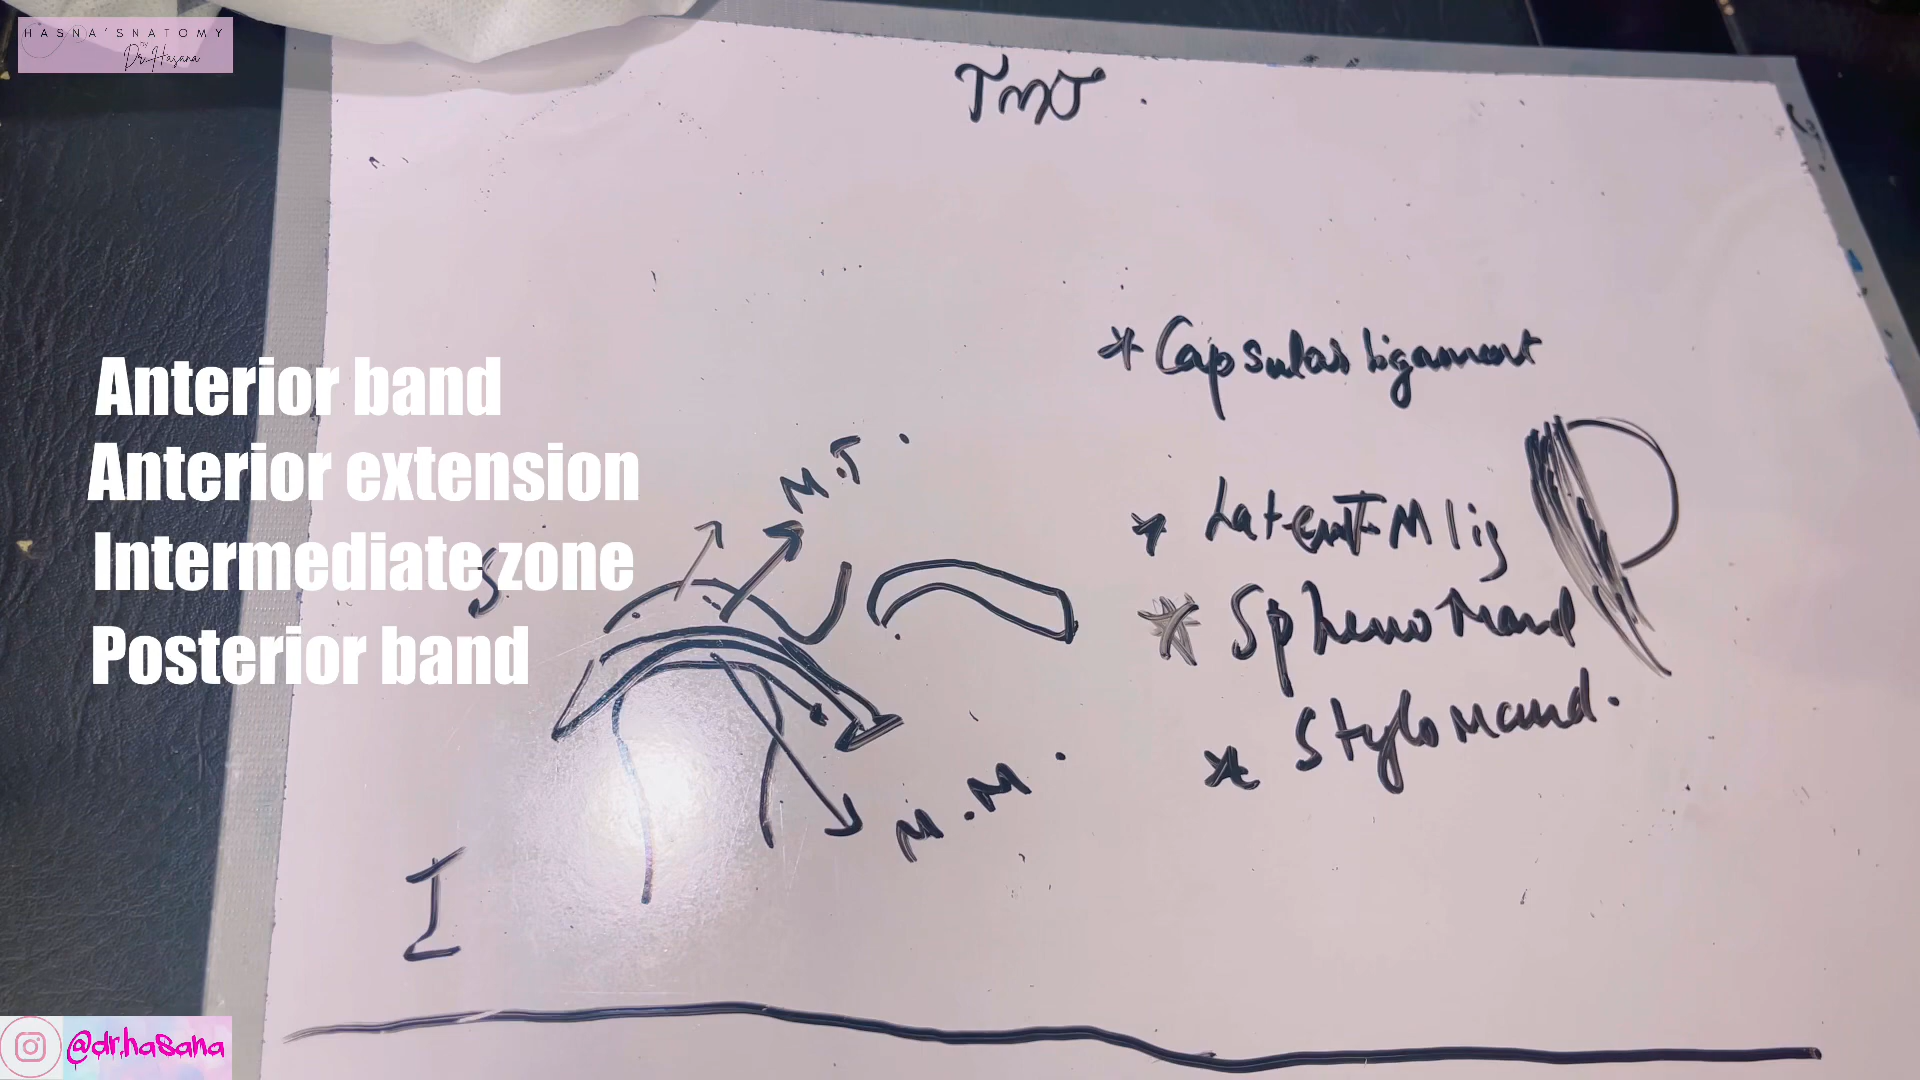 HASNA'SNATOMY
by
Dr.Hasana
TMJ
Anterior band
Anterior extension
Intermediate zone
Posterior band
S
I
M.T.
M.M.
* Capsular ligament
* Lateral T M lig
* Spheno Mand
* Stylo Mand.
@dr.hasana